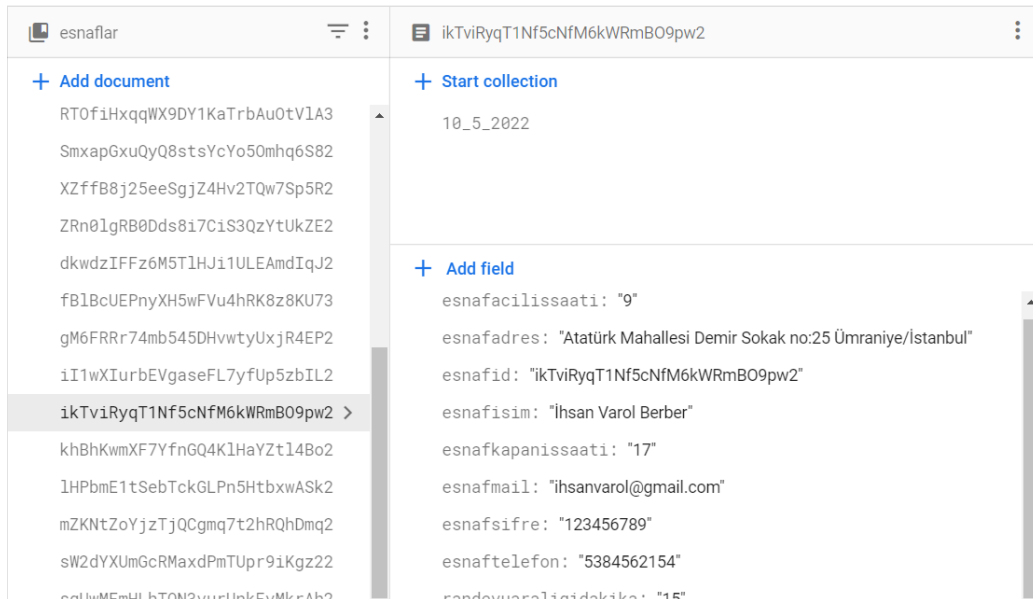 esnaflar
Add document
RTOfiHxqqWX9DY1KaTrbAuOtVlA3
SmxapGxuQyQ8stsYcYo5Omhq6S82
XZffB8j25eeSgjZ4Hv2TQw7Sp5R2
ZRn0lgRB0Dds8i7CiS3QzYtUkZE2
dkwdzIFFz6M5TlHJi1ULEAmdIqJ2
fBlBcUEPnyXH5wFVu4hRK8z8KU73
gM6FRRr74mb545DHvwtyUxjR4EP2
iI1wXIurbEVgaseFL7yfUp5zbIL2
ikTviRyqT1Nf5cNfM6kWRmBO9pw2
khBhKwmXF7YfnGQ4KlHaYZtl4Bo2
lHPbmE1tSebTckGLPn5HtbxwASk2
mZKNtZoYjzTjQCgmq7t2hRQhDmq2
sW2dYXUmGcRMaxdPmTUpr9iKgz22
ikTviRyqT1Nf5cNfM6kWRmBO9pw2
Start collection
10_5_2022
Add field
esnafacilissaati: "9"
esnafadres: "Atatürk Mahallesi Demir Sokak no:25 Ümraniye/İstanbul"
esnafid: "ikTviRyqT1Nf5cNfM6kWRmBO9pw2"
esnafisim: "İhsan Varol Berber"
esnafkapanissaati: "17"
esnafmail: "ihsanvarol@gmail.com"
esnafsifre: "123456789"
esnaftelefon: "5384562154"
randevuaraligidakika: "15"